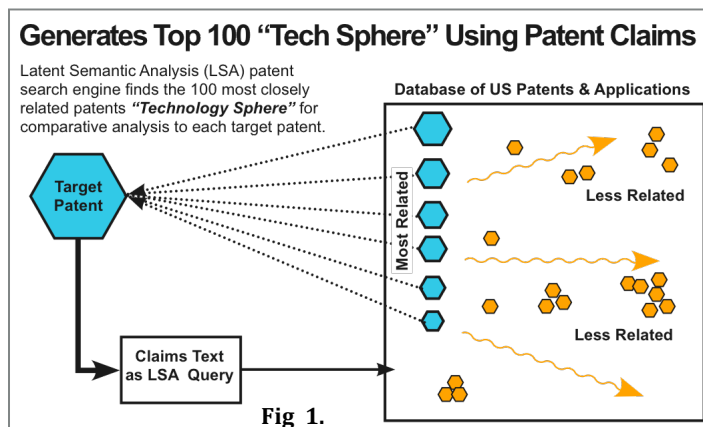 Generates Top 100 “Tech Sphere” Using Patent Claims
Latent Semantic Analysis (LSA) patent
search engine finds the 100 most closely
related patents “Technology Sphere” for
comparative analysis to each target patent.
Database of US Patents & Applications
Target
Patent
Most Related
Less Related
Less Related
Claims Text
as LSA Query
Fig 1.